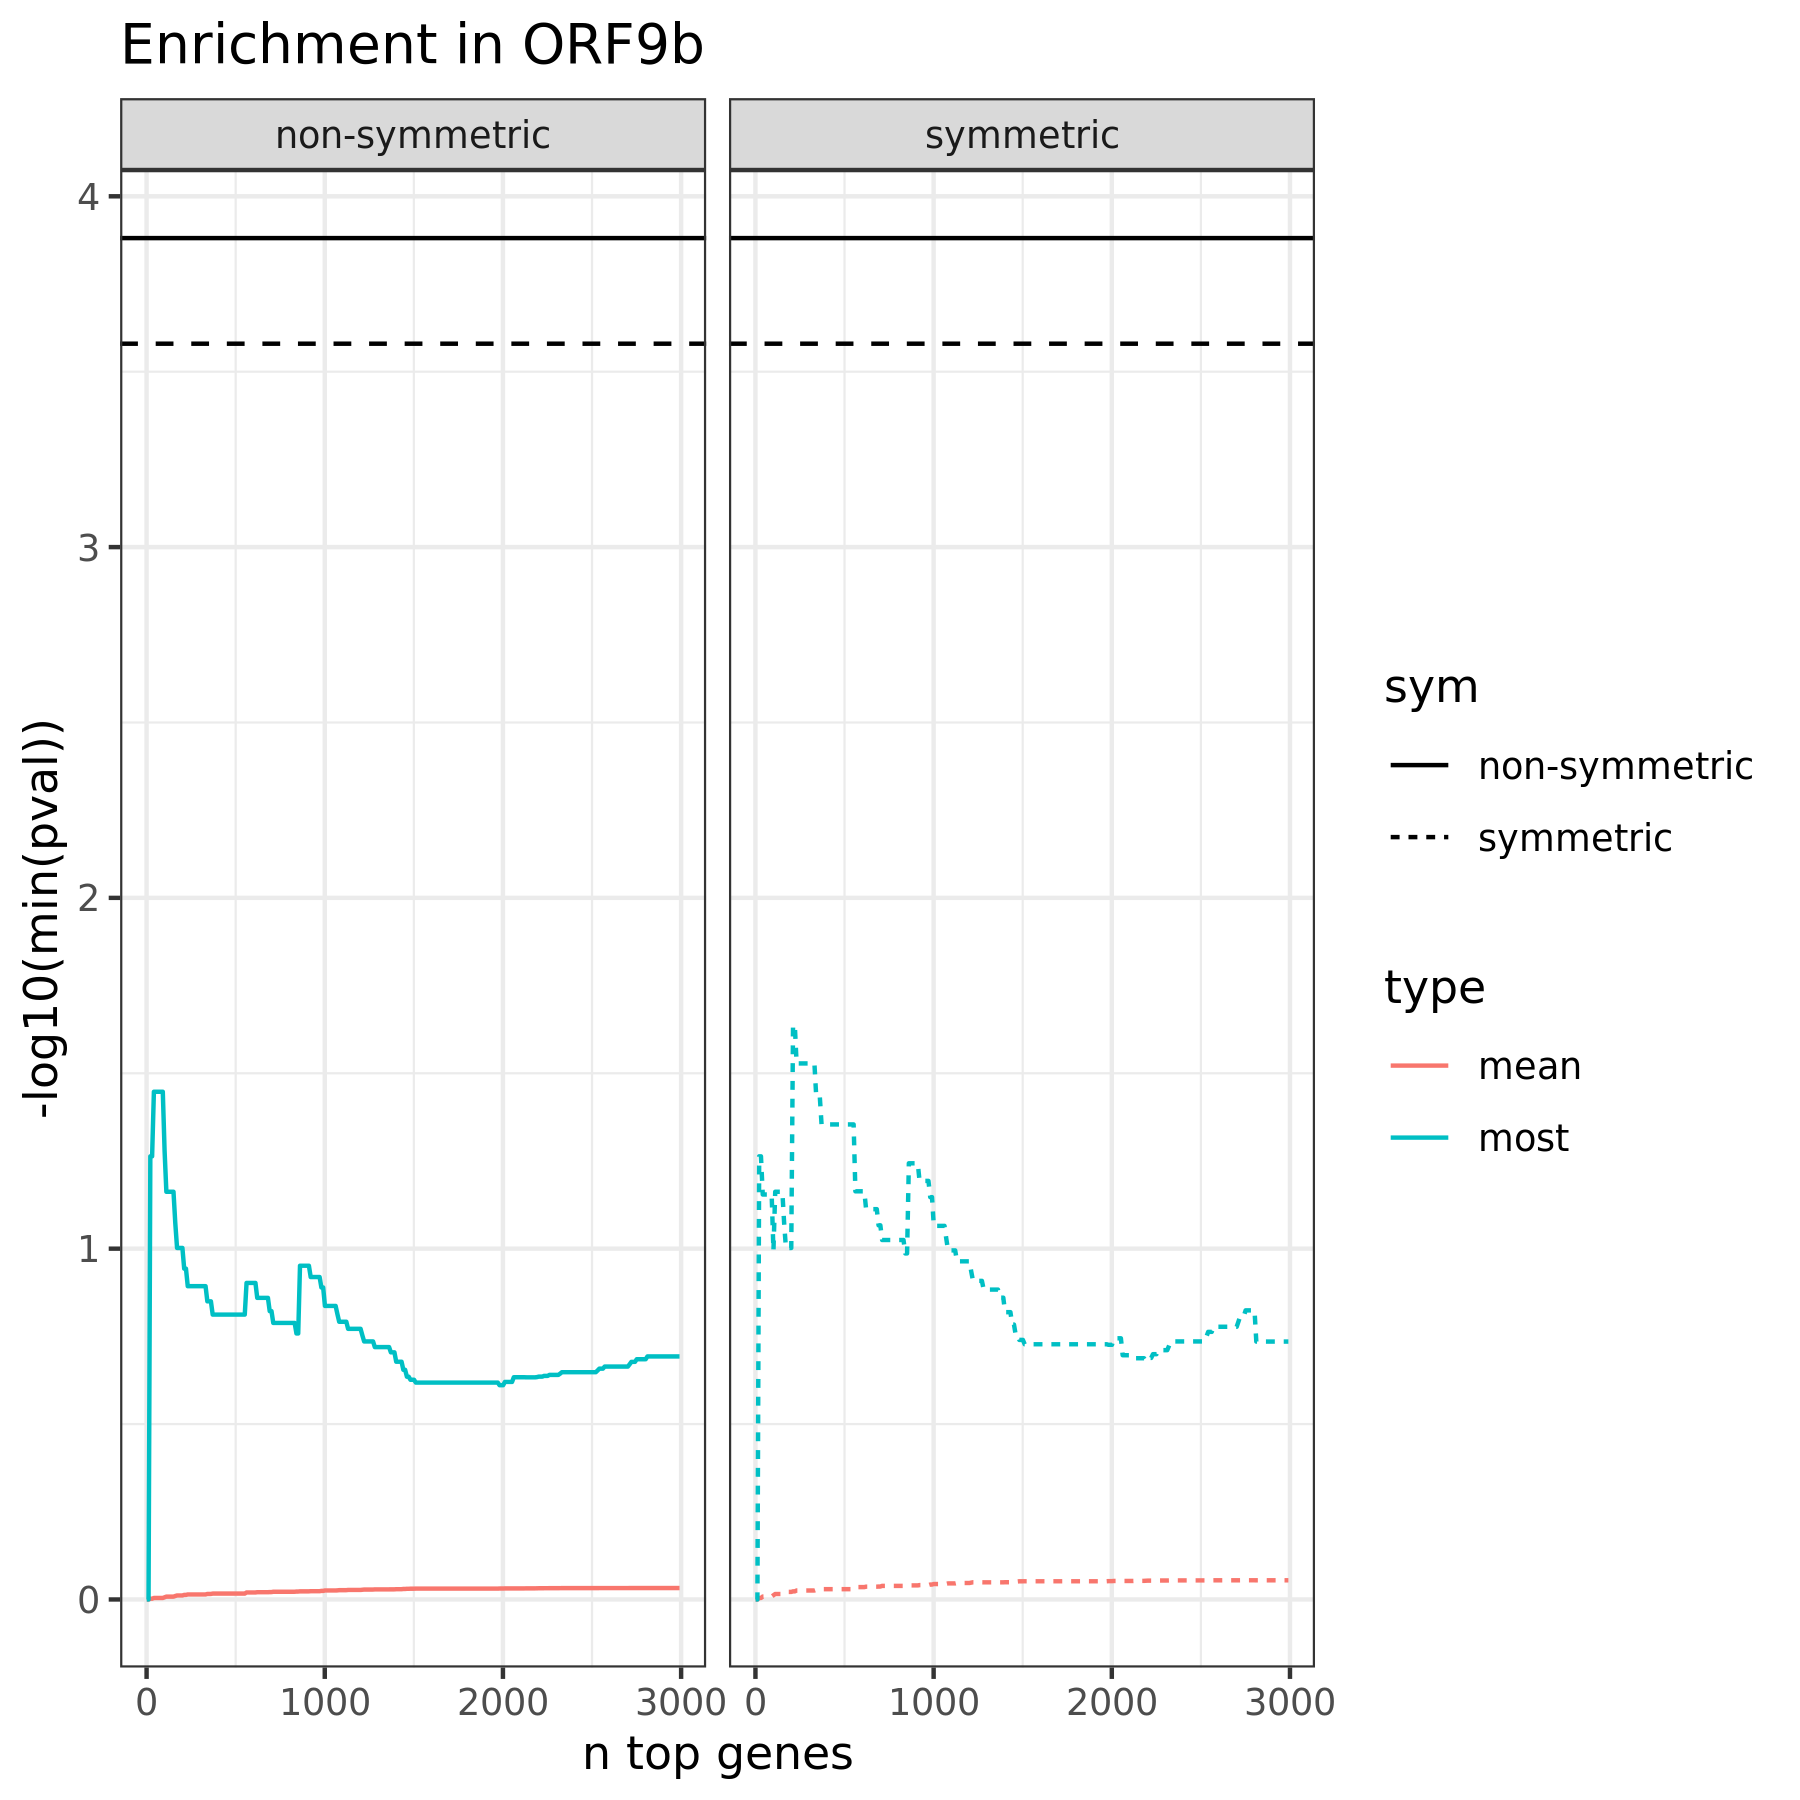 Enrichment in ORF9b
non-symmetric
symmetric
4
3
2
1
0
-log10(min(pval))
0 1000 2000 3000
0 1000 2000 3000
n top genes
sym
non-symmetric
symmetric
type
mean
most